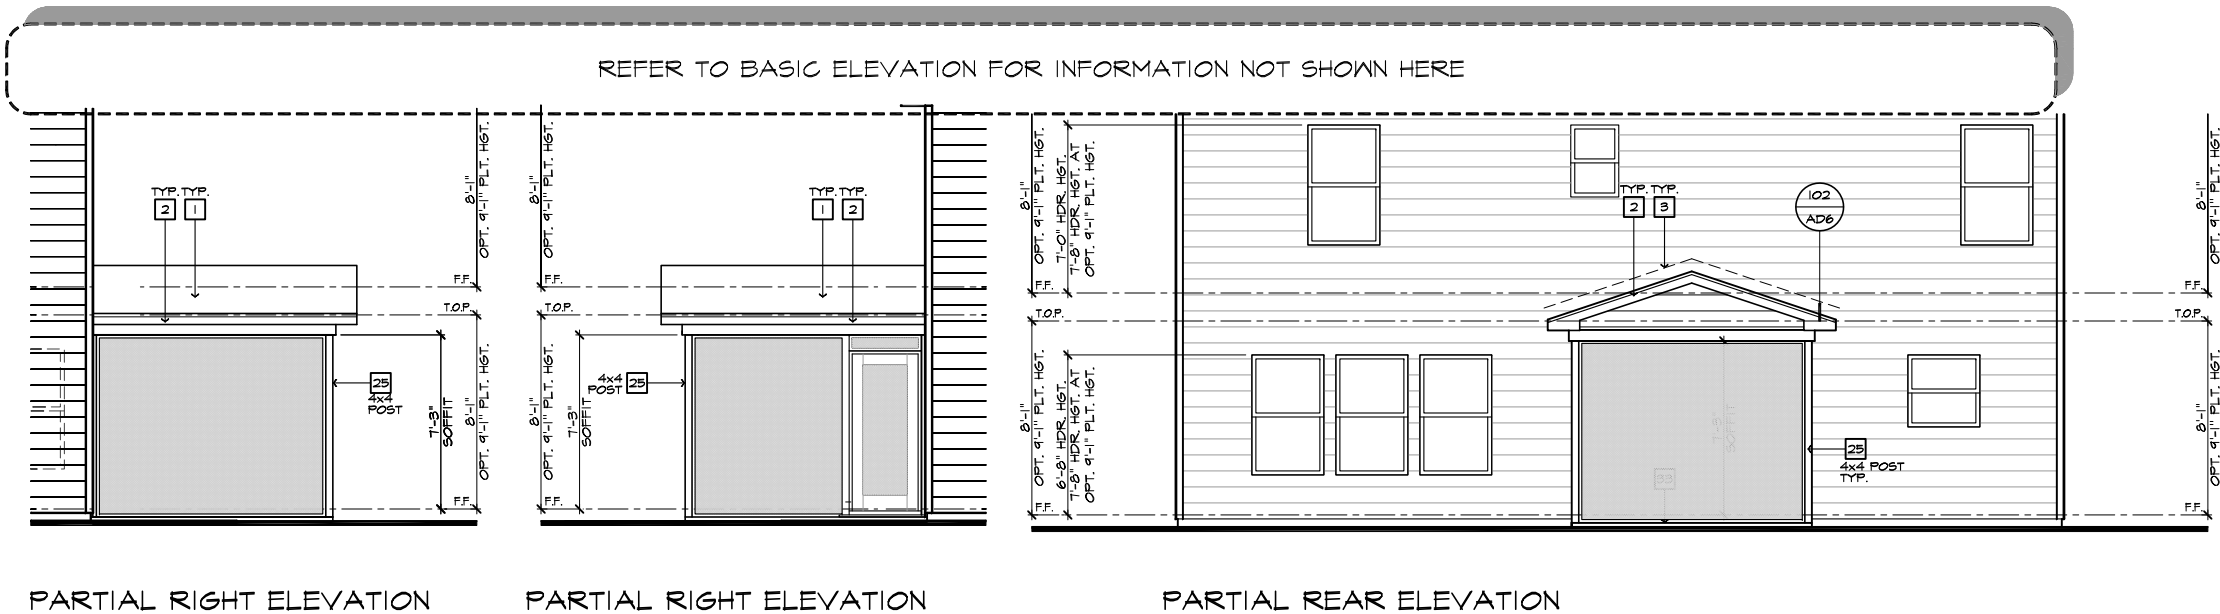 REFER TO BASIC ELEVATION FOR INFORMATION NOT SHOWN HERE
TYP. TYP.
2 1
F.F.
T.O.P.
25
4x4
POST
7'-3"
SOFFIT
8'-1"
OPT. 9'-1" PLT. HGT.
8'-1"
OPT. 9'-1" PLT. HGT.
F.F.
PARTIAL RIGHT ELEVATION
8'-1"
OPT. 9'-1" PLT. HGT.
TYP. TYP.
1 2
F.F.
T.O.P.
4x4
POST
25
8'-1"
OPT. 9'-1" PLT. HGT.
7'-3"
SOFFIT
F.F.
PARTIAL RIGHT ELEVATION
8'-1"
OPT. 9'-1" PLT. HGT.
7'-0" HDR. HGT.
7'-8" HDR. HGT. AT
OPT. 9'-1" PLT. HGT.
TYP. TYP.
2 3
102
AD6
F.F.
T.O.P.
8'-1"
OPT. 9'-1" PLT. HGT.
6'-8" HDR. HGT.
7'-8" HDR. HGT. AT
OPT. 9'-1" PLT. HGT.
F.F.
SOFFIT
25
4x4 POST
TYP.
8'-1"
OPT. 9'-1" PLT. HGT.
F.F.
T.O.P.
8'-1"
OPT. 9'-1" PLT. HGT.
F.F.
PARTIAL REAR ELEVATION